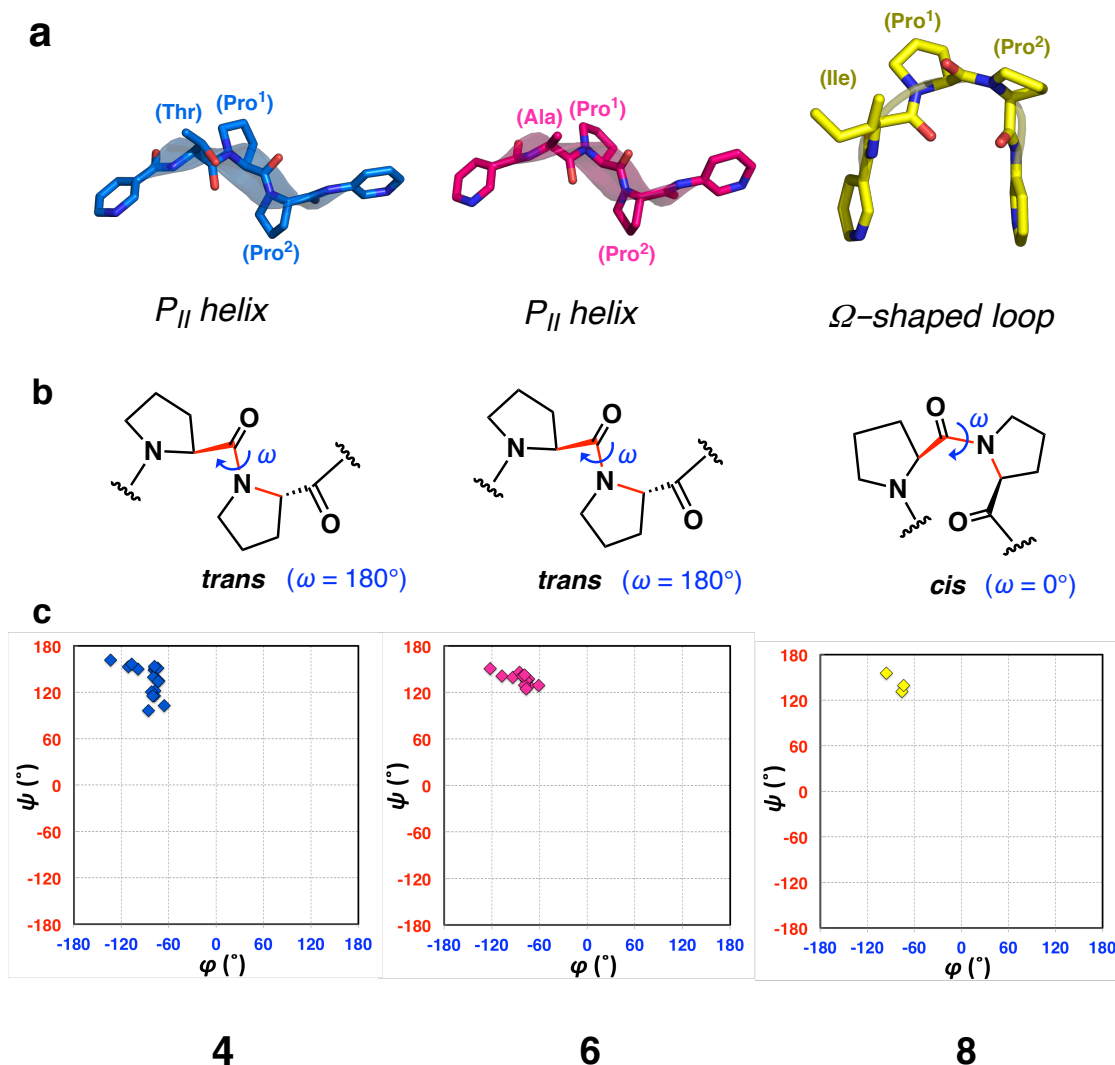 a
(Thr) (Pro¹)
(Pro²)
P_II helix
(Ala) (Pro¹)
(Pro²)
P_II helix
(Pro¹)
(Pro²)
(Ile)
Ω–shaped loop
b
N O ω N O
trans (ω = 180°)
N O ω N O
trans (ω = 180°)
O ω N N O
cis (ω = 0°)
c
ψ (°)
180
120
60
0
-60
-120
-180
-180 -120 -60 0 60 120 180
φ (°)
ψ (°)
180
120
60
0
-60
-120
-180
-180 -120 -60 0 60 120 180
φ (°)
ψ (°)
180
120
60
0
-60
-120
-180
-180 -120 -60 0 60 120 180
φ (°)
4 6 8